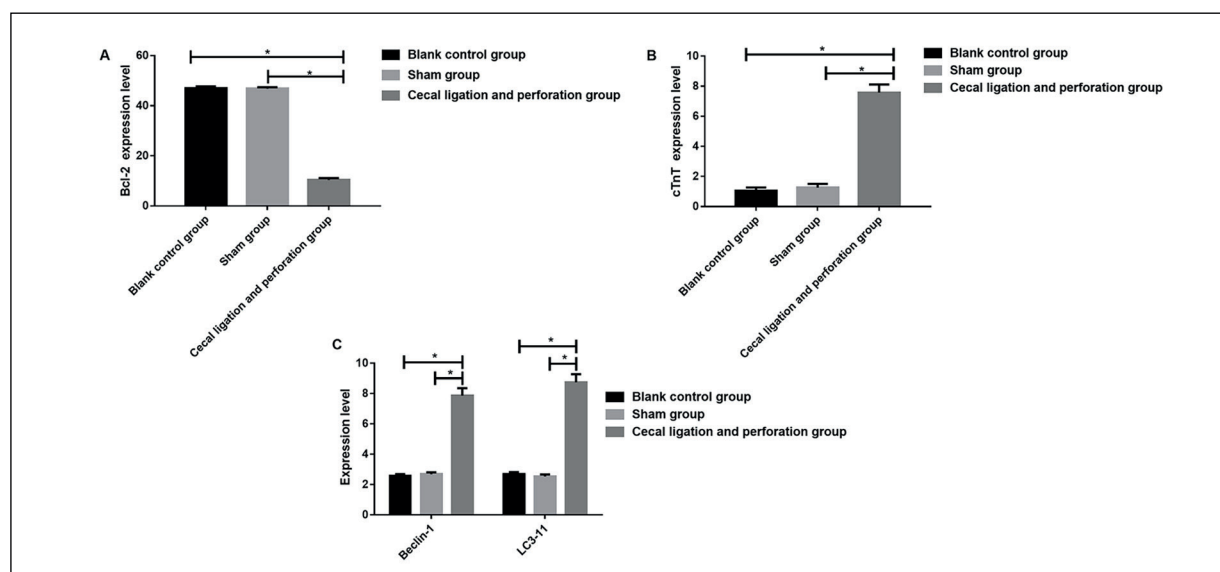 A
*
*
Blank control group
Sham group
Cecal ligation and perforation group
Bcl-2 expression level
60
40
20
0
Blank control group
Sham group
Cecal ligation and perforation group
B
*
*
Blank control group
Sham group
Cecal ligation and perforation group
cTnT expression level
10
8
6
4
2
0
Blank control group
Sham group
Cecal ligation and perforation group
C
*
*
*
*
Blank control group
Sham group
Cecal ligation and perforation group
Expression level
10
8
6
4
2
0
Beclin-1
LC3-11